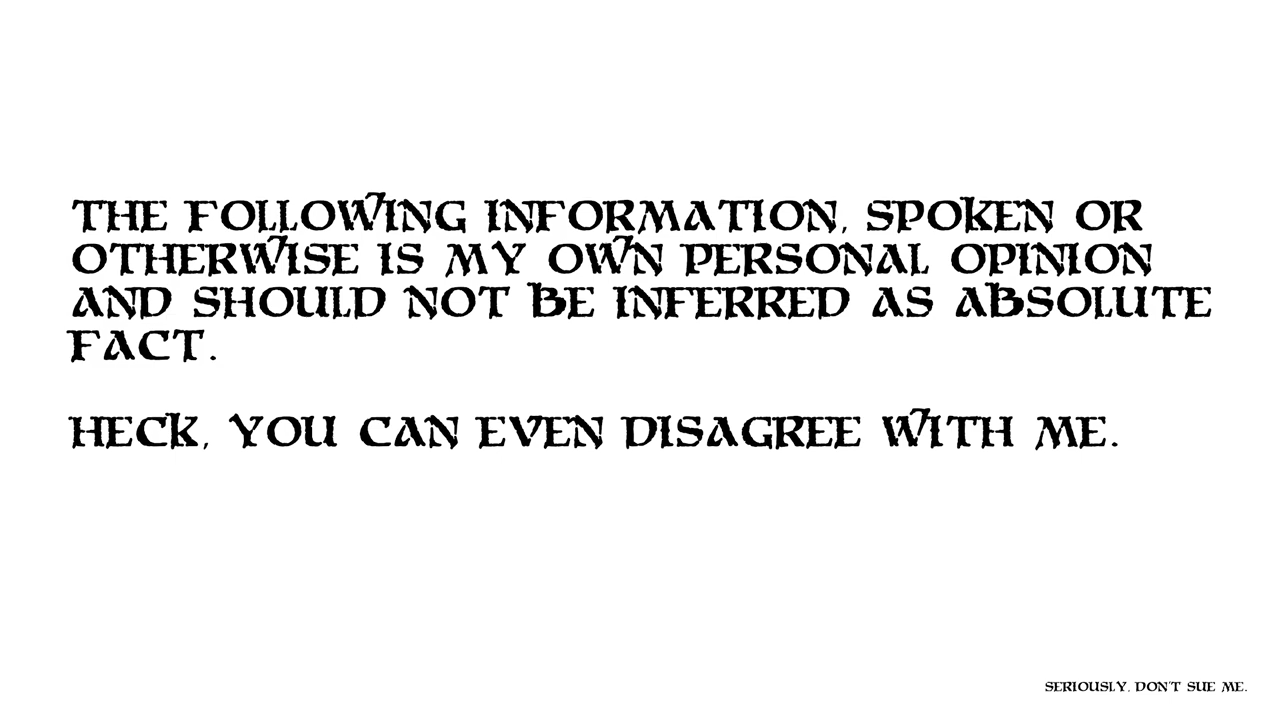 THE FOLLOWING INFORMATION, SPOKEN OR
OTHERWISE IS MY OWN PERSONAL OPINION
AND SHOULD NOT BE INFERRED AS ABSOLUTE
FACT.
HECK, YOU CAN EVEN DISAGREE WITH ME.
SERIOUSLY. DON'T SUE ME.